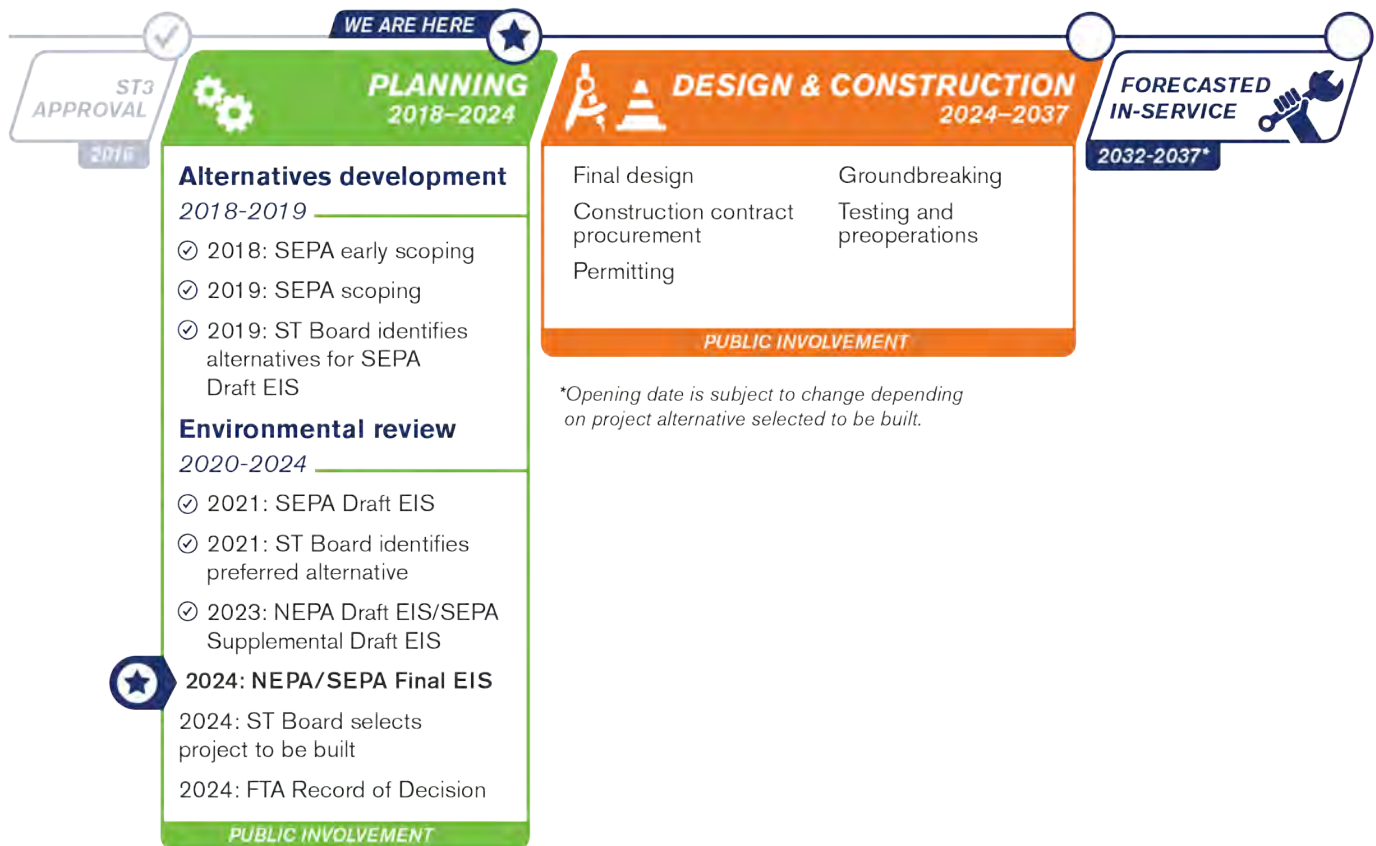 WE ARE HERE
ST3
APPROVAL
2016
PLANNING
2018–2024
Alternatives development
2018-2019
2018: SEPA early scoping
2019: SEPA scoping
2019: ST Board identifies
alternatives for SEPA
Draft EIS
Environmental review
2020-2024
2021: SEPA Draft EIS
2021: ST Board identifies
preferred alternative
2023: NEPA Draft EIS/SEPA
Supplemental Draft EIS
2024: NEPA/SEPA Final EIS
2024: ST Board selects
project to be built
2024: FTA Record of Decision
PUBLIC INVOLVEMENT
DESIGN & CONSTRUCTION
2024–2037
Final design
Construction contract
procurement
Permitting
Groundbreaking
Testing and
preoperations
PUBLIC INVOLVEMENT
*Opening date is subject to change depending
on project alternative selected to be built.
FORECASTED
IN-SERVICE
2032-2037*